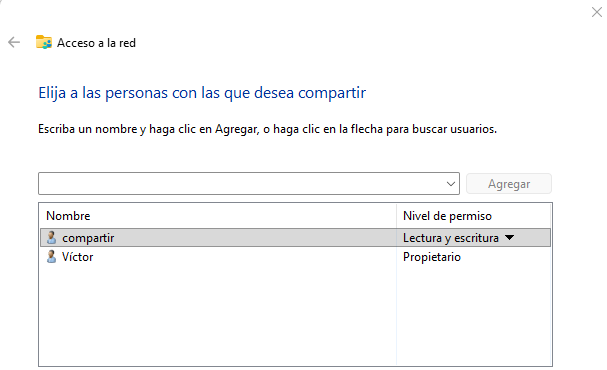 Acceso a la red
Elija a las personas con las que desea compartir
Escriba un nombre y haga clic en Agregar, o haga clic en la flecha para buscar usuarios.
Agregar
Nombre Nivel de permiso
compartir Lectura y escritura
Víctor Propietario